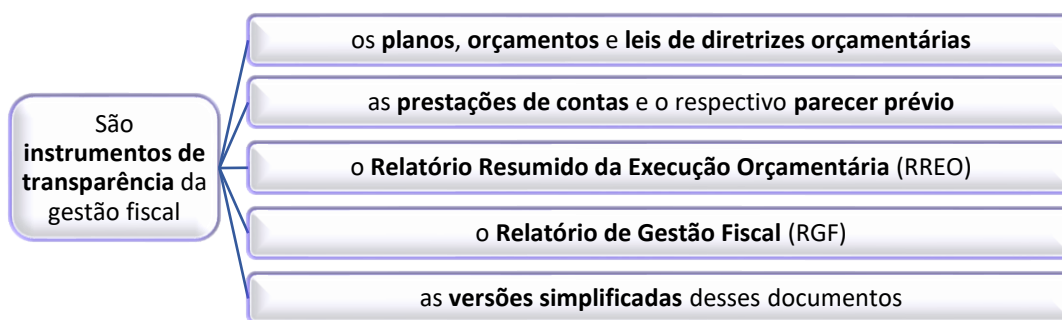 São
instrumentos de
transparência da
gestão fiscal
os planos, orçamentos e leis de diretrizes orçamentárias
as prestações de contas e o respectivo parecer prévio
o Relatório Resumido da Execução Orçamentária (RREO)
o Relatório de Gestão Fiscal (RGF)
as versões simplificadas desses documentos